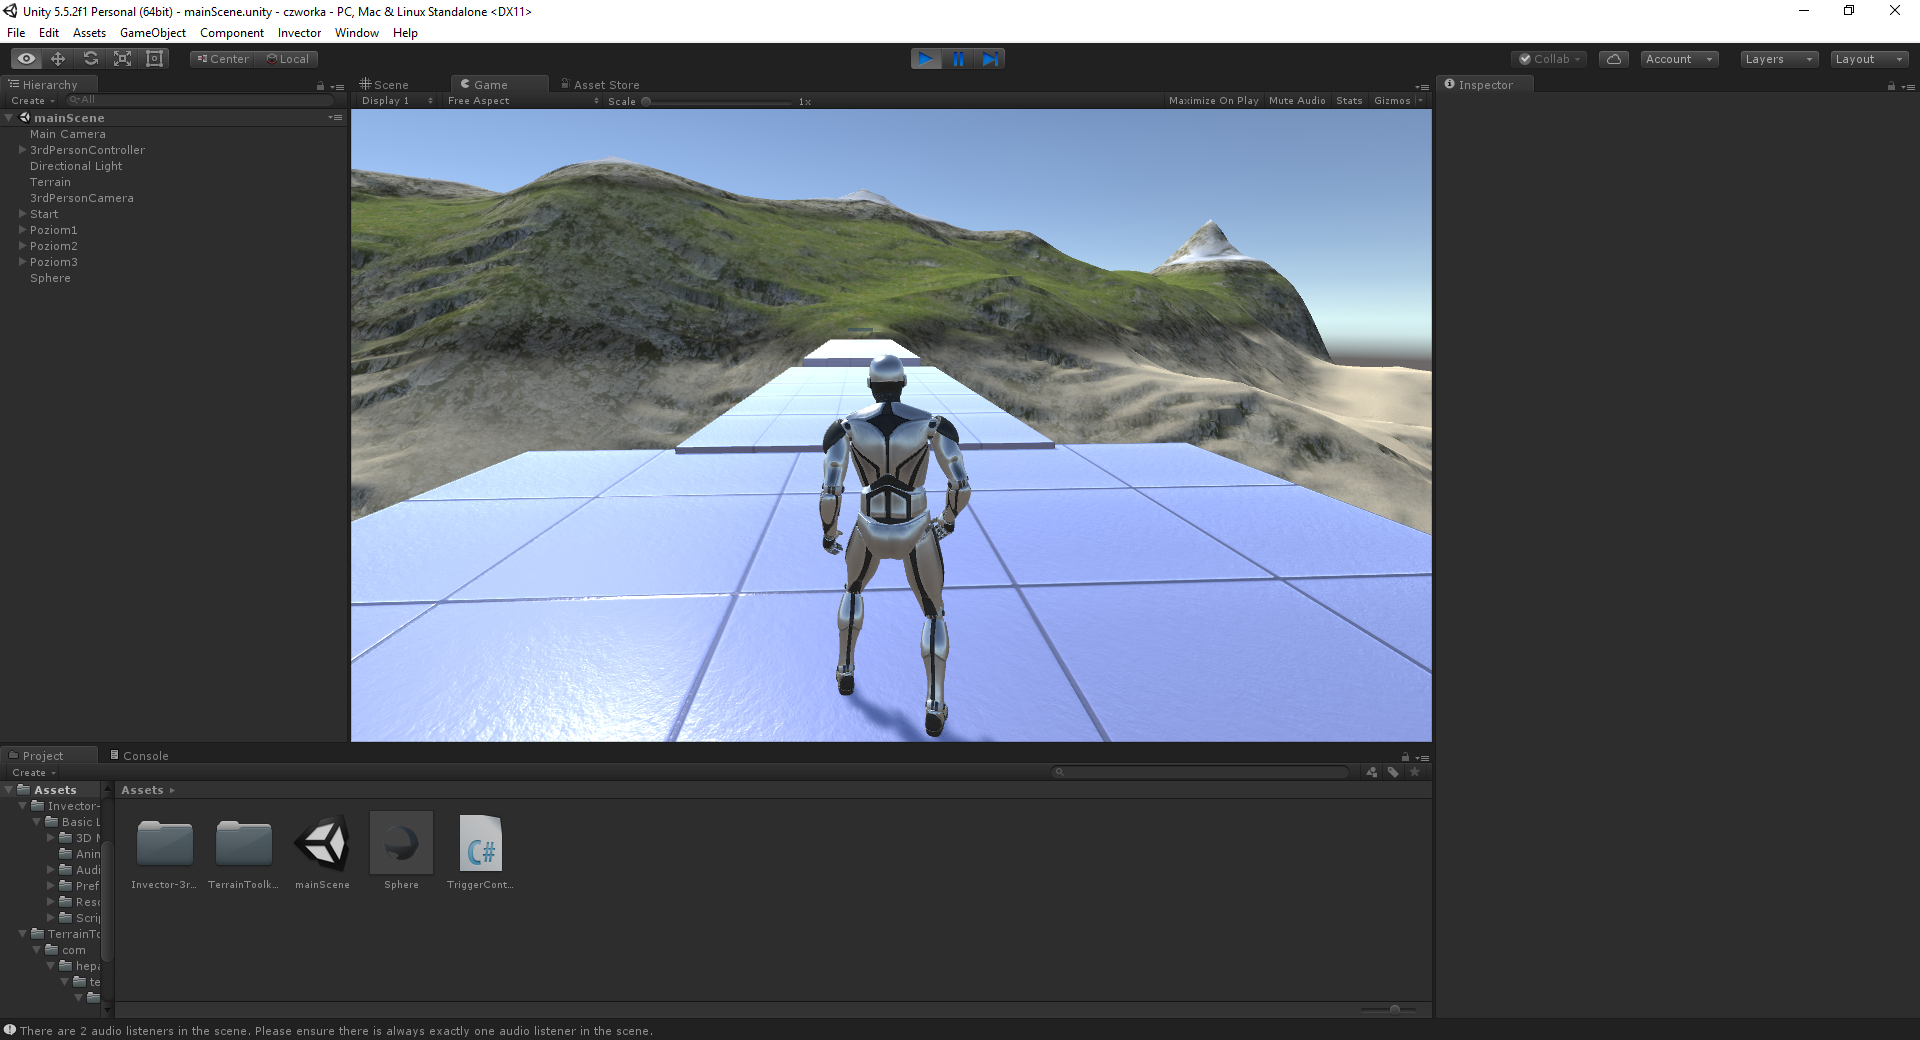 Unity 5.5.2f1 Personal (64bit) - mainScene.unity - czworka - PC, Mac & Linux Standalone <DX11>
File Edit Assets GameObject Component Invector Window Help
Center Local
Collab Account Layers Layout
Hierarchy
Create All
mainScene
Main Camera
3rdPersonController
Directional Light
Terrain
3rdPersonCamera
Start
Poziom1
Poziom2
Poziom3
Sphere
Scene Game Asset Store
Display 1 Free Aspect Scale 1x Maximize On Play Mute Audio Stats Gizmos
Inspector
Project Console
Create
Assets
Invector-
Basic L
3D M
Anin
Audi
Pref
Resc
Scrip
TerrainTo
com
hepa
te
Assets
Invector-3r... TerrainToolk... mainScene Sphere TriggerCont...
C#
There are 2 audio listeners in the scene. Please ensure there is always exactly one audio listener in the scene.